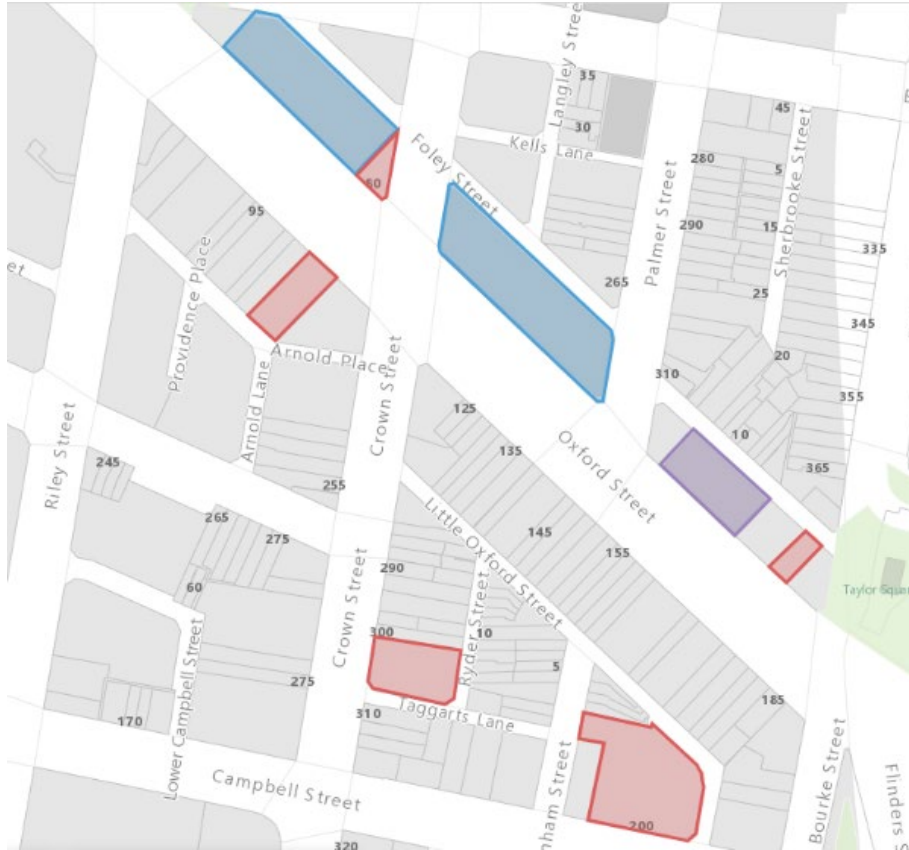 Langley Stree
35
45
30
Foley Street
Kells Lane
280
5
Sherbrooke Street
60
Palmer Street
95
290
15
335
et
Providence Place
265
25
345
Arnold Place
20
310
355
Crown Street
Arnold Lane
125
10
Riley Street
135
Oxford Street
365
245
255
Little Oxford Street
265
275
145
155
290
60
Taylor Squar
Crown Street
300
10
Ryder Street
5
Lower Campbell Street
275
185
310
Taggarts Lane
170
Campbell Street
nham Street
Bourke Street
Flinders S
200
320